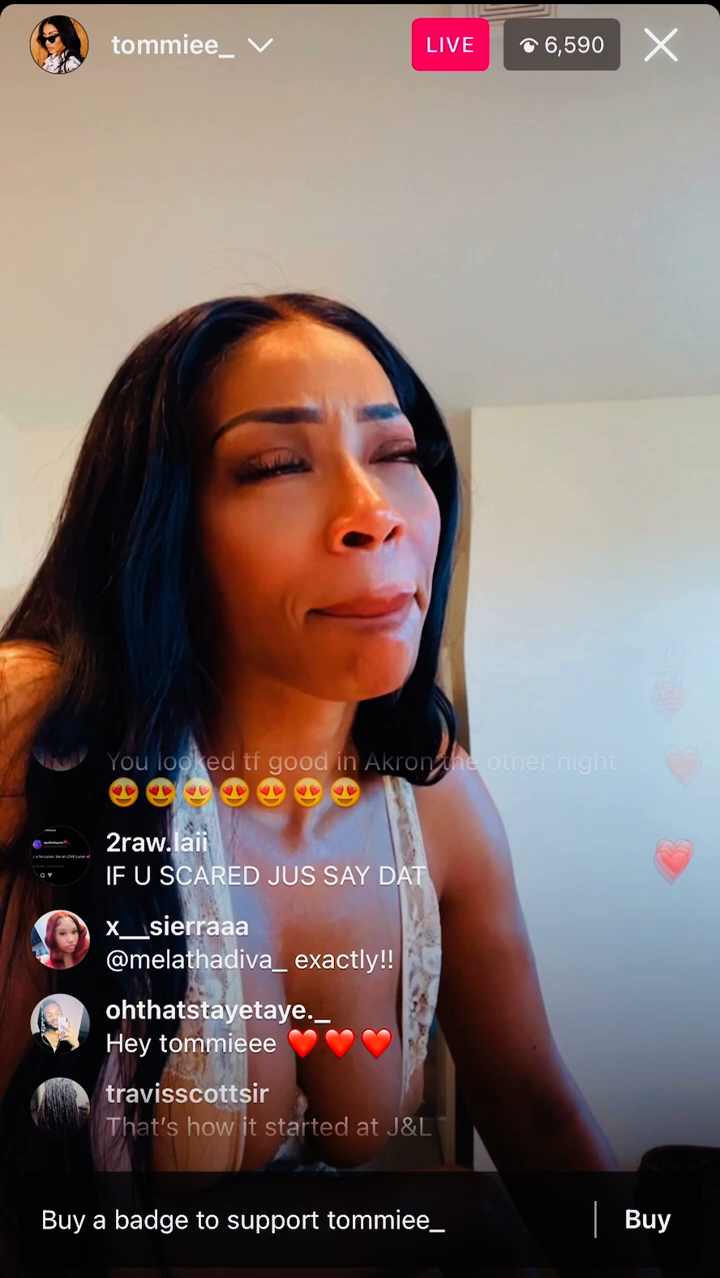 tommiee_
LIVE
6,590
You looked tf good in Akron the other night
😍😍😍😍😍😍😍
2raw.laii
IF U SCARED JUS SAY DAT
x__sierraaa
@melathadiva_ exactly!!
ohthatstayetaye._
Hey tommieee ❤️❤️❤️
travisscottsir
That's how it started at J&L
Buy a badge to support tommiee_
Buy